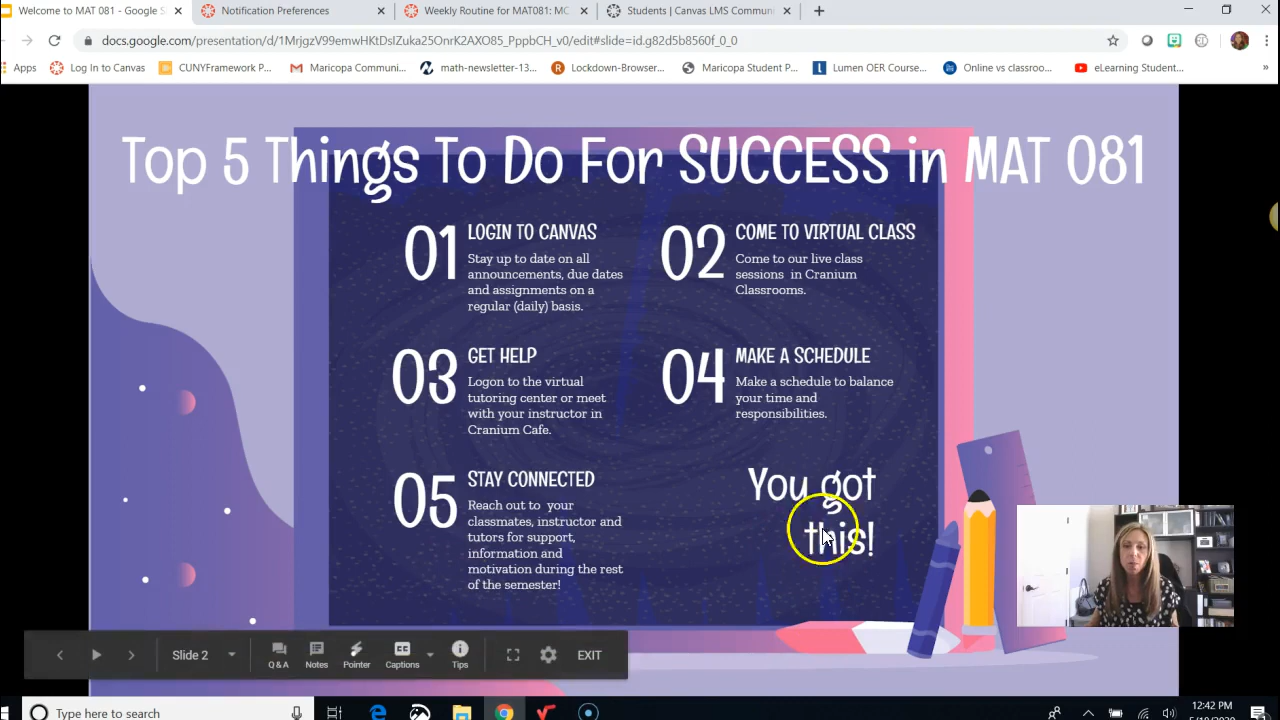 Welcome to MAT 081 - Google S
Notification Preferences
Weekly Routine for MAT081: MC
Students | Canvas LMS Commun
docs.google.com/presentation/d/1MrjgzV99emwHKtDsIZuka25OnrK2AXO85_PppbCH_v0/edit#slide=id.g82d5b8560f_0_0
Apps
Log In to Canvas
CUNYFramework P...
Maricopa Communi...
math-newsletter-13...
Lockdown-Browser...
Maricopa Student P...
Lumen OER Course...
Online vs classroo...
eLearning Student...
»
Top 5 Things To Do For SUCCESS in MAT 081
01
LOGIN TO CANVAS
Stay up to date on all
announcements, due dates
and assignments on a
regular (daily) basis.
02
COME TO VIRTUAL CLASS
Come to our live class
sessions in Cranium
Classrooms.
03
GET HELP
Logon to the virtual
tutoring center or meet
with your instructor in
Cranium Cafe.
04
MAKE A SCHEDULE
Make a schedule to balance
your time and
responsibilities.
05
STAY CONNECTED
Reach out to your
classmates, instructor and
tutors for support,
information and
motivation during the rest
of the semester!
You got
this!
Slide 2
Q & A
Notes
Pointer
Captions
Tips
EXIT
Type here to search
12:42 PM